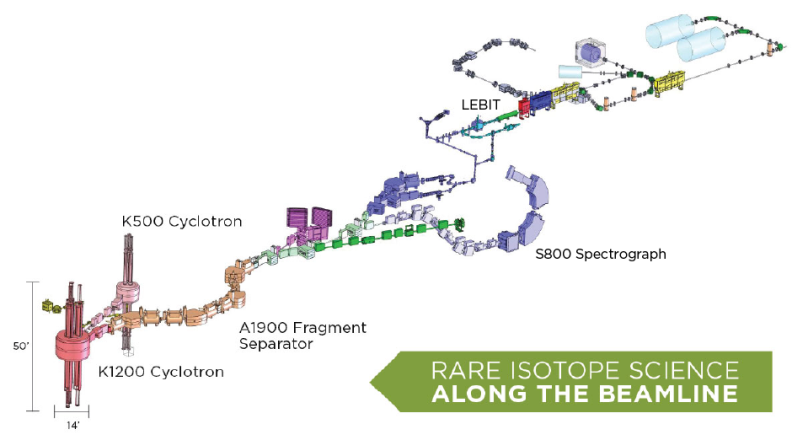 LEBIT
K500 Cyclotron
S800 Spectrograph
A1900 Fragment
Separator
50'
K1200 Cyclotron
14'
RARE ISOTOPE SCIENCE
ALONG THE BEAMLINE